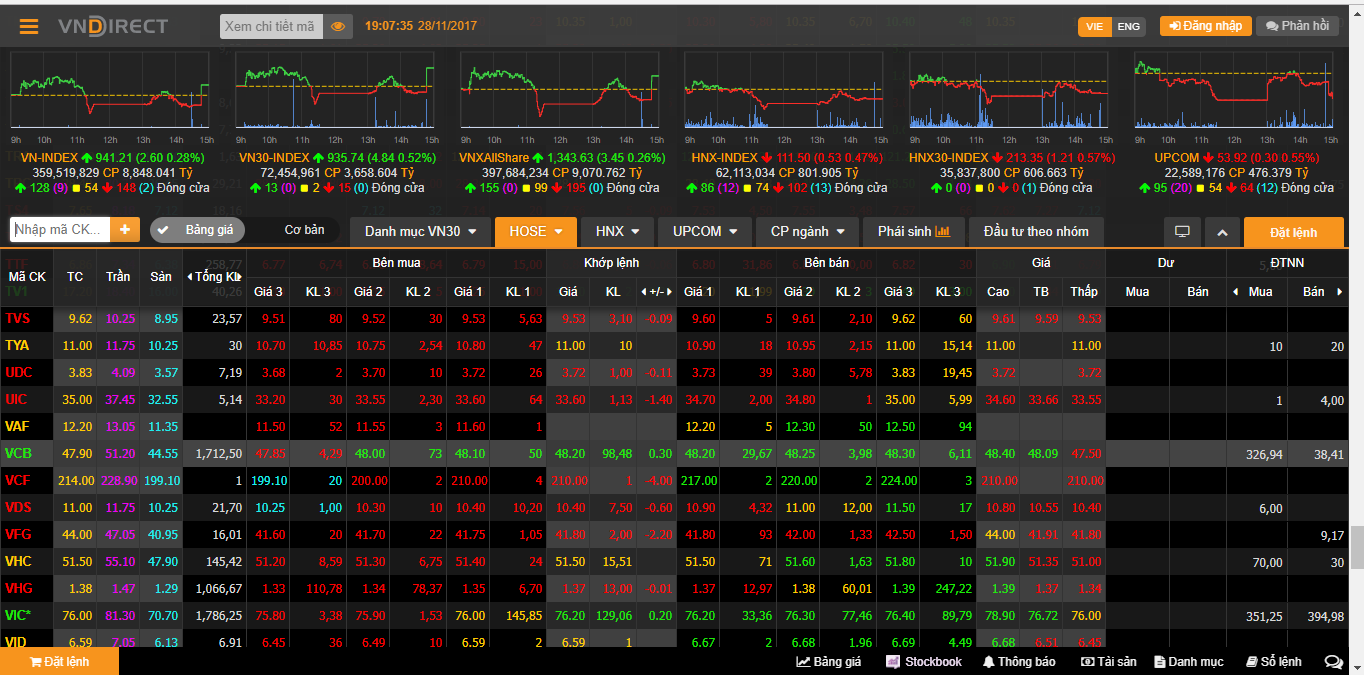 VNDIRECT Xem chi tiết mã 19:07:35 28/11/2017 VIE ENG Đăng nhập Phản hồi
9h 10h 11h 12h 13h 14h 15h 9h 10h 11h 12h 13h 14h 15h 9h 10h 11h 12h 13h 14h 15h 9h 10h 11h 12h 13h 14h 15h 9h 10h 11h 12h 13h 14h 15h 9h 10h 11h 12h 13h 14h 15h
VN-INDEX 941.21 (2.60 0.28%) VN30-INDEX 935.74 (4.84 0.52%) VNXAllShare 1,343.63 (3.45 0.26%) HNX-INDEX 111.50 (0.53 0.47%) HNX30-INDEX 213.35 (1.21 0.57%) UPCOM 53.92 (0.30 0.55%)
359,519,829 CP 8,848.041 Tỷ 72,454,961 CP 3,658.604 Tỷ 397,684,234 CP 9,070.762 Tỷ 62,113,034 CP 801.905 Tỷ 35,837,800 CP 606.663 Tỷ 22,589,176 CP 476.379 Tỷ
128 (9) 54 148 (2) Đóng cửa 13 (0) 2 15 (0) Đóng cửa 155 (0) 99 195 (0) Đóng cửa 86 (12) 74 102 (13) Đóng cửa 0 (0) 0 0 (1) Đóng cửa 95 (20) 54 64 (12) Đóng cửa
Nhập mã CK... + Bảng giá Cơ bản Danh mục VN30 HOSE HNX UPCOM CP ngành Phái sinh Đầu tư theo nhóm Đặt lệnh
Mã CK TC Trần Sàn Tổng KL Bên mua Khớp lệnh Bên bán Giá Dư ĐTNN
Giá 3 KL 3 Giá 2 KL 2 Giá 1 KL 1 Giá KL +/- Giá 1 KL 1 Giá 2 KL 2 Giá 3 KL 3 Cao TB Thấp Mua Bán Mua Bán
TVS 9.62 10.25 8.95 23,57 9.51 80 9.52 30 9.53 5,63 9.53 3,10 -0.09 9.60 5 9.61 2,10 9.62 60 9.61 9.59 9.53
TYA 11.00 11.75 10.25 30 10.70 10,85 10.75 2,54 10.80 47 11.00 10 10.90 18 10.95 2,15 11.00 15,14 11.00 11.00 10 20
UDC 3.83 4.09 3.57 7,19 3.68 2 3.70 10 3.72 26 3.72 1,00 -0.11 3.73 39 3.80 5,78 3.83 19,45 3.72 3.72
UIC 35.00 37.45 32.55 5,14 33.20 30 33.55 2,30 33.60 64 33.60 1,13 -1.40 34.70 2,00 34.80 1 35.00 5,99 34.60 33.66 33.55 1 4,00
VAF 12.20 13.05 11.35 11.50 52 11.55 3 11.60 1 12.20 5 12.30 50 12.50 94
VCB 47.90 51.20 44.55 1,712,50 47.85 4,29 48.00 73 48.10 50 48.20 98,48 0.30 48.20 29,67 48.25 3,98 48.30 6,11 48.40 48.09 47.50 326,94 38,41
VCF 214.00 228.90 199.10 1 199.10 20 200.00 2 210.00 4 210.00 1 -4.00 217.00 2 220.00 2 224.00 3 210.00 210.00
VDS 11.00 11.75 10.25 21,70 10.25 1,00 10.30 10 10.40 10,20 10.40 7,50 -0.60 10.90 4,32 11.00 12,00 11.50 17 10.80 10.55 10.40 6,00
VFG 44.00 47.05 40.95 16,01 41.60 20 41.70 22 41.75 1,05 41.80 2,00 -2.20 41.80 93 42.00 1,33 42.50 1,50 44.00 41.91 41.80 9,17
VHC 51.50 55.10 47.90 145,42 51.20 8,59 51.30 6,75 51.40 24 51.50 15,51 51.50 71 51.60 1,63 51.80 10 51.90 51.35 51.00 70,00 30
VHG 1.38 1.47 1.29 1,066,67 1.33 110,78 1.34 78,37 1.35 6,70 1.37 13,00 -0.01 1.37 12,97 1.38 60,01 1.39 247,22 1.39 1.37 1.34
VIC* 76.00 81.30 70.70 1,786,25 75.80 3,38 75.90 1,53 76.00 145,85 76.20 129,06 0.20 76.20 33,36 76.30 77,46 76.40 89,79 78.90 76.72 76.00 351,25 394,98
VID 6.59 7.05 6.13 6.91 6.45 36 6.49 10 6.59 2 6.59 1 6.67 2 6.68 1,96 6.69 4.49 6.68 6.51 6.45
Đặt lệnh Bảng giá Stockbook Thông báo Tài sản Danh mục Sổ lệnh